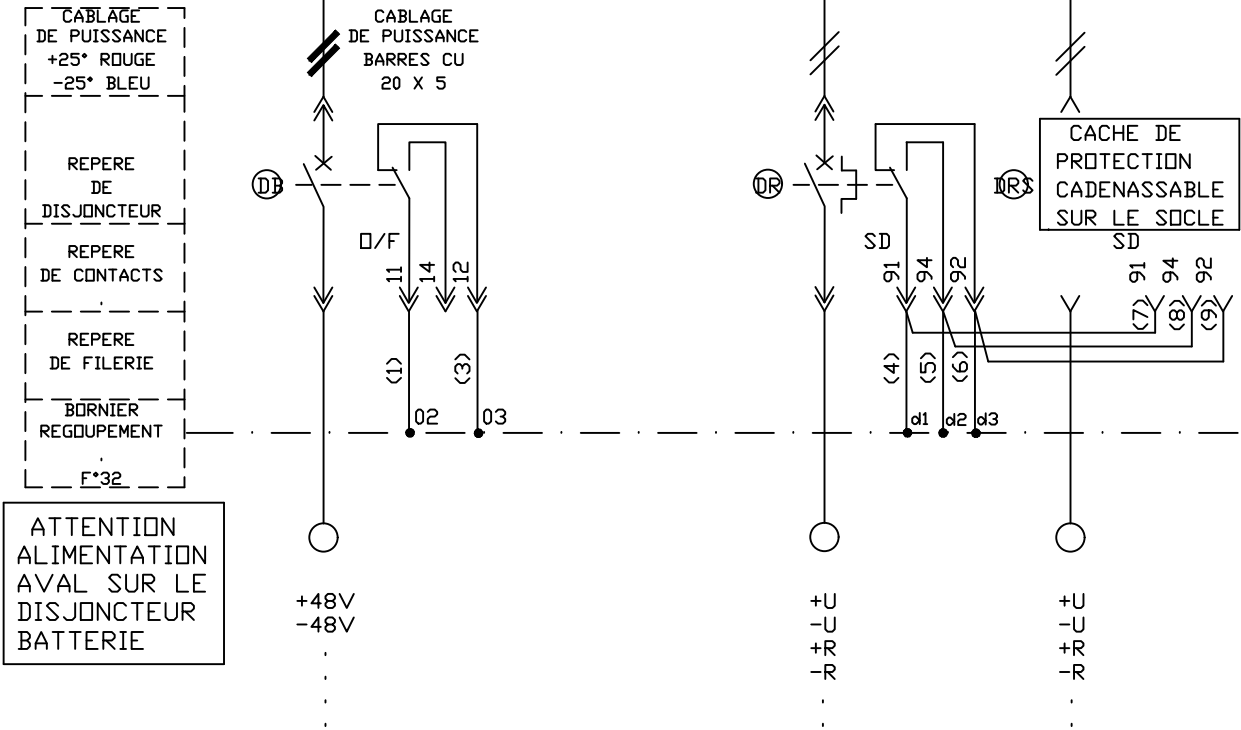 CABLAGE
DE PUISSANCE
+25° ROUGE
-25° BLEU
REPERE
DE
DISJONCTEUR
REPERE
DE CONTACTS
REPERE
DE FILERIE
BORNIER
REGOUPEMENT
F°32
ATTENTION
ALIMENTATION
AVAL SUR LE
DISJONCTEUR
BATTERIE
CABLAGE
DE PUISSANCE
BARRES CU
20 X 5
DB
O/F
11
14
12
(1)
(3)
02
03
+48V
-48V
DR
SD
91
94
92
(4)
(5)
(6)
d1
d2
d3
+U
-U
+R
-R
DRS
CACHE DE
PROTECTION
CADENASSABLE
SUR LE SOCLE
SD
91
94
92
(7)
(8)
(9)
+U
-U
+R
-R